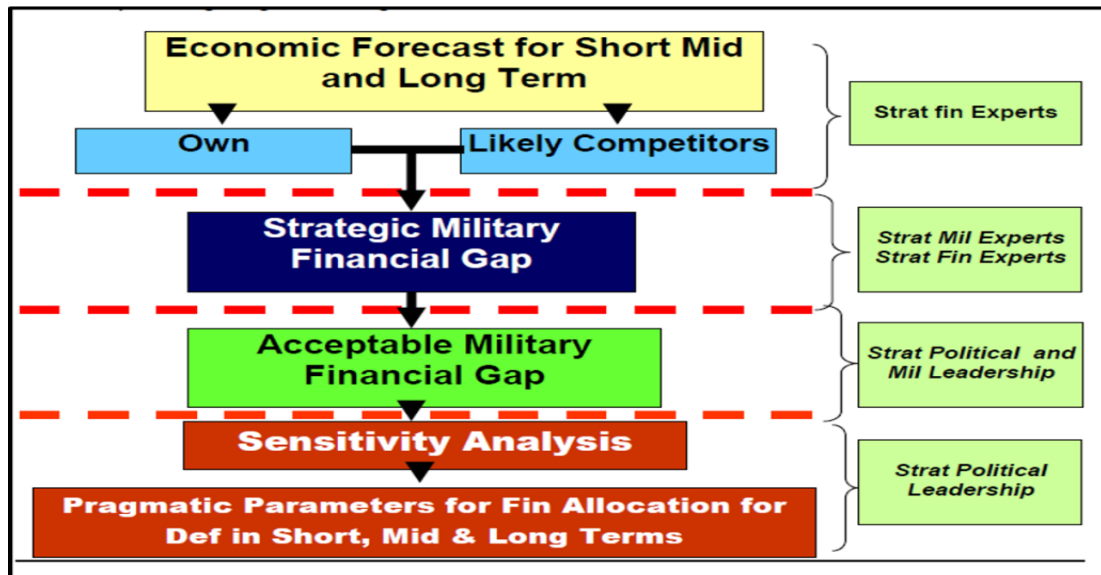 Economic Forecast for Short Mid
and Long Term
Strat fin Experts
Own
Likely Competitors
Strategic Military
Financial Gap
Strat Mil Experts
Strat Fin Experts
Acceptable Military
Financial Gap
Strat Political and
Mil Leadership
Sensitivity Analysis
Strat Political
Leadership
Pragmatic Parameters for Fin Allocation for
Def in Short, Mid & Long Terms